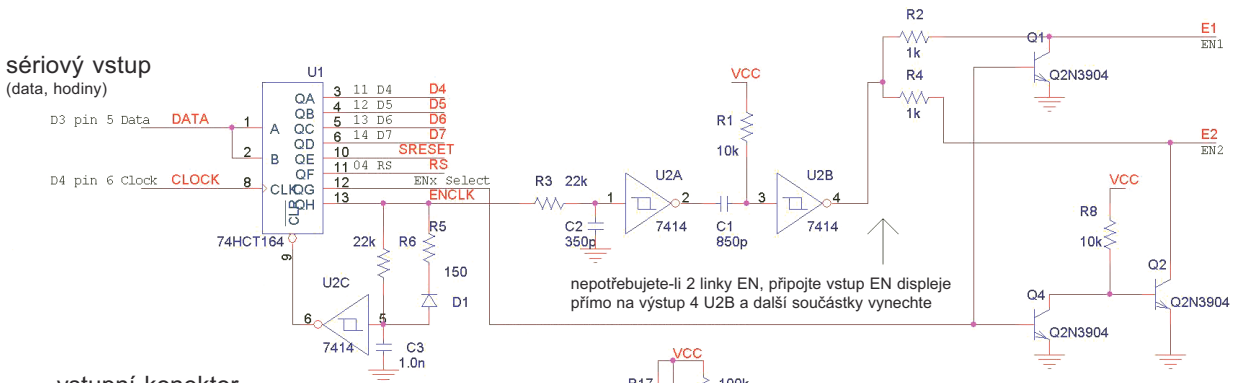 sériový vstup
(data, hodiny)
D3 pin 5 Data
DATA
D4 pin 6 Clock
CLOCK
U1
1
A
2
B
8
CLK
CLR
9
74HCT164
QA 3 11 D4 D4
QB 4 12 D5 D5
QC 5 13 D6 D6
QD 6 14 D7 D7
QE 10 SRESET
QF 11 04 RS RS
QG 12 ENx Select
QH 13 ENCLK
22k
R6
R5
150
D1
U2C
6
5
7414
C3
1.0n
R3 22k
C2
350p
U2A
1
2
7414
C1
850p
VCC
R1
10k
U2B
3
4
7414
nepotřebujete-li 2 linky EN, připojte vstup EN displeje
přímo na výstup 4 U2B a další součástky vynechte
R2
1k
R4
1k
Q1
Q2N3904
E1
EN1
E2
EN2
VCC
R8
10k
Q4
Q2N3904
Q2
Q2N3904
vstupní konektor
VCC
R17
100k